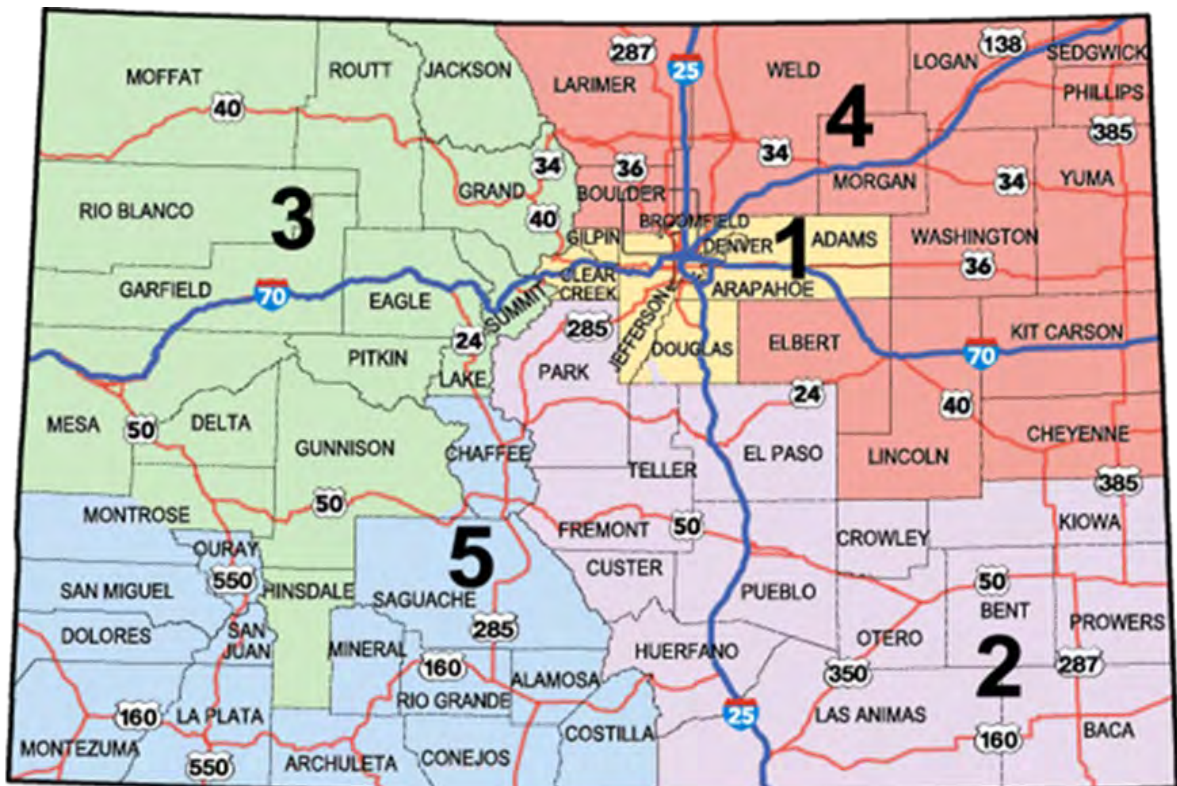 MOFFAT
ROUTT
JACKSON
LARIMER
287
25
WELD
LOGAN
138
SEDGWICK
PHILLIPS
40
4
385
34
36
34
MORGAN
34
YUMA
GRAND
BOULDER
RIO BLANCO
3
40
BROOMFIELD
GILPIN
DENVER
1
ADAMS
WASHINGTON
36
GARFIELD
70
EAGLE
SUMMIT
CLEAR
CREEK
ARAPAHOE
285
24
JEFFERSON
DOUGLAS
ELBERT
70
KIT CARSON
PITKIN
LAKE
PARK
24
40
MESA
50
DELTA
GUNNISON
CHAFFEE
TELLER
EL PASO
LINCOLN
CHEYENNE
385
MONTROSE
50
FREMONT
50
CROWLEY
KIOWA
OURAY
5
550
HINSDALE
CUSTER
PUEBLO
50
BENT
SAN MIGUEL
SAGUACHE
PROWERS
DOLORES
SAN
JUAN
MINERAL
285
HUERFANO
OTERO
2
287
160
350
RIO GRANDE
ALAMOSA
160
LA PLATA
25
LAS ANIMAS
MONTEZUMA
550
ARCHULETA
CONEJOS
COSTILLA
160
BACA